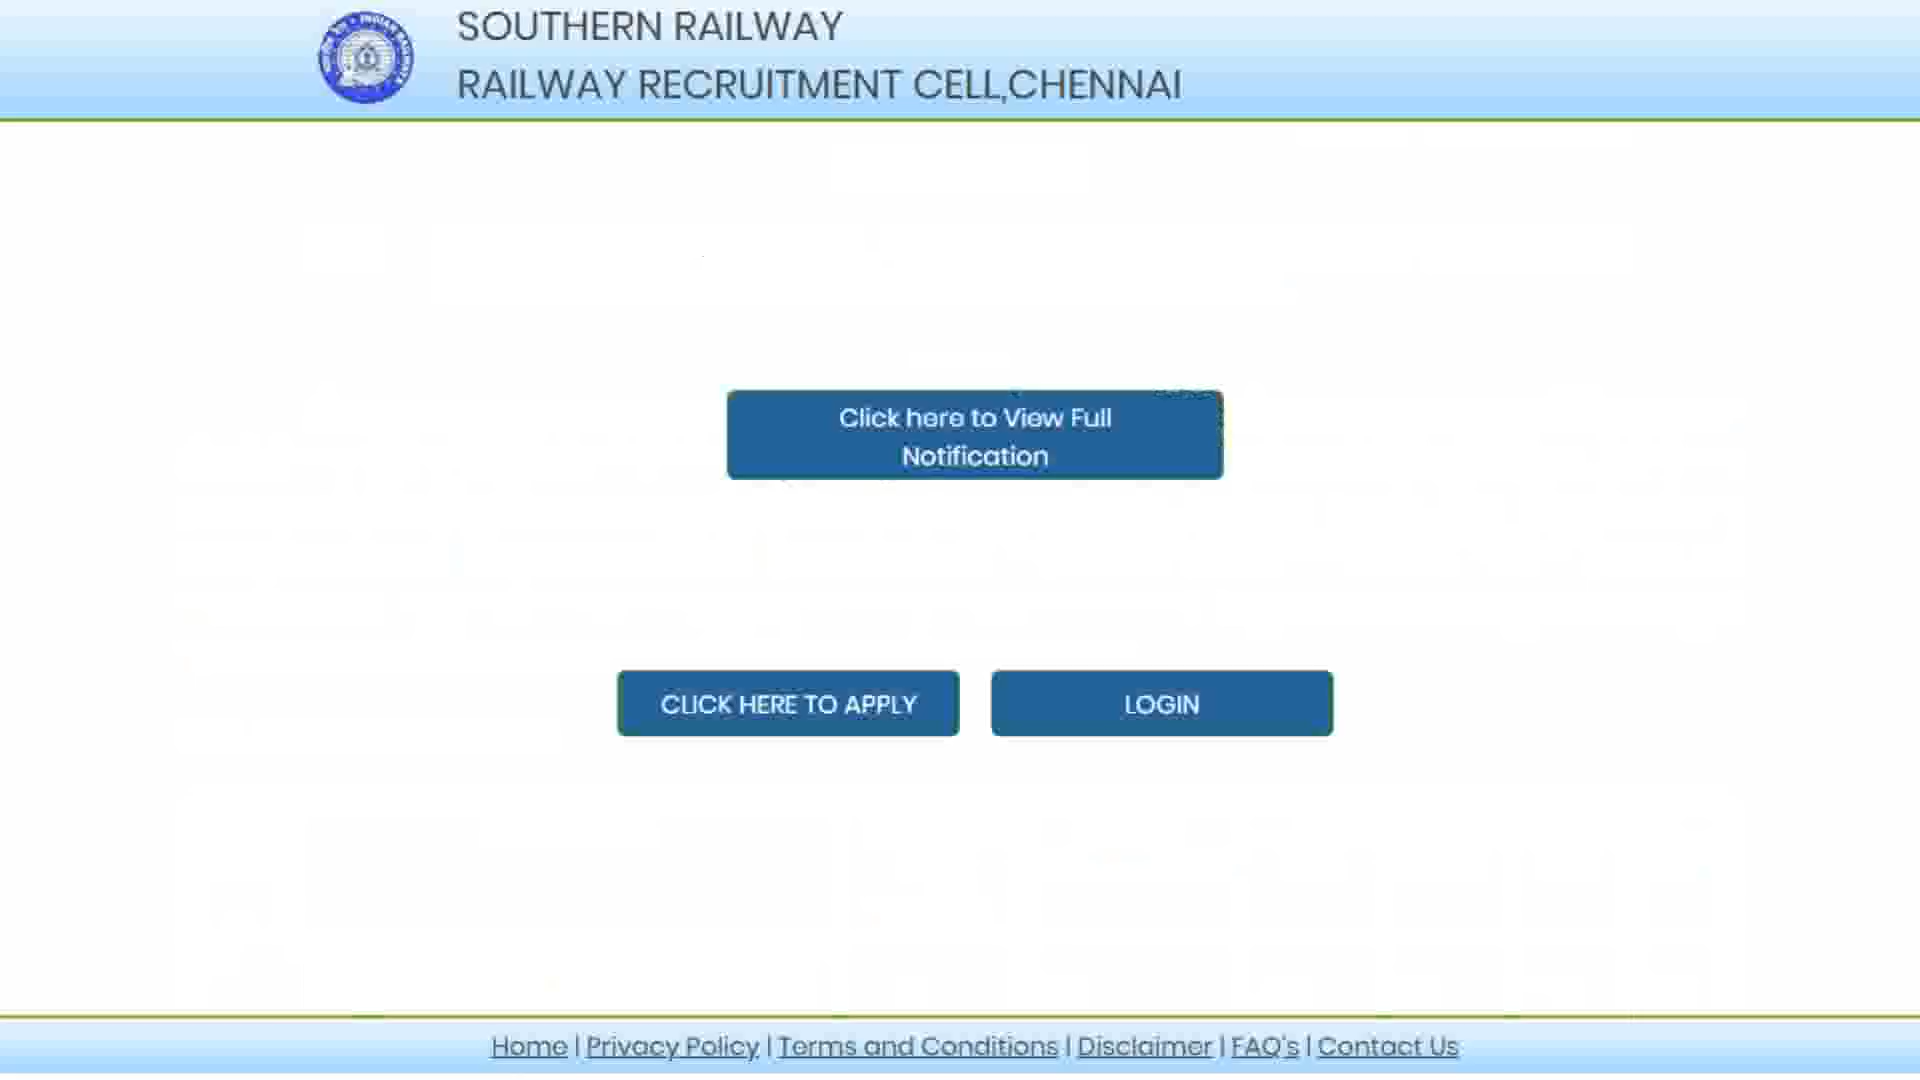 SOUTHERN RAILWAY
RAILWAY RECRUITMENT CELL,CHENNAI
Click here to View Full
Notification
CLICK HERE TO APPLY
LOGIN
Home | Privacy Policy | Terms and Conditions | Disclaimer | FAQ's | Contact Us